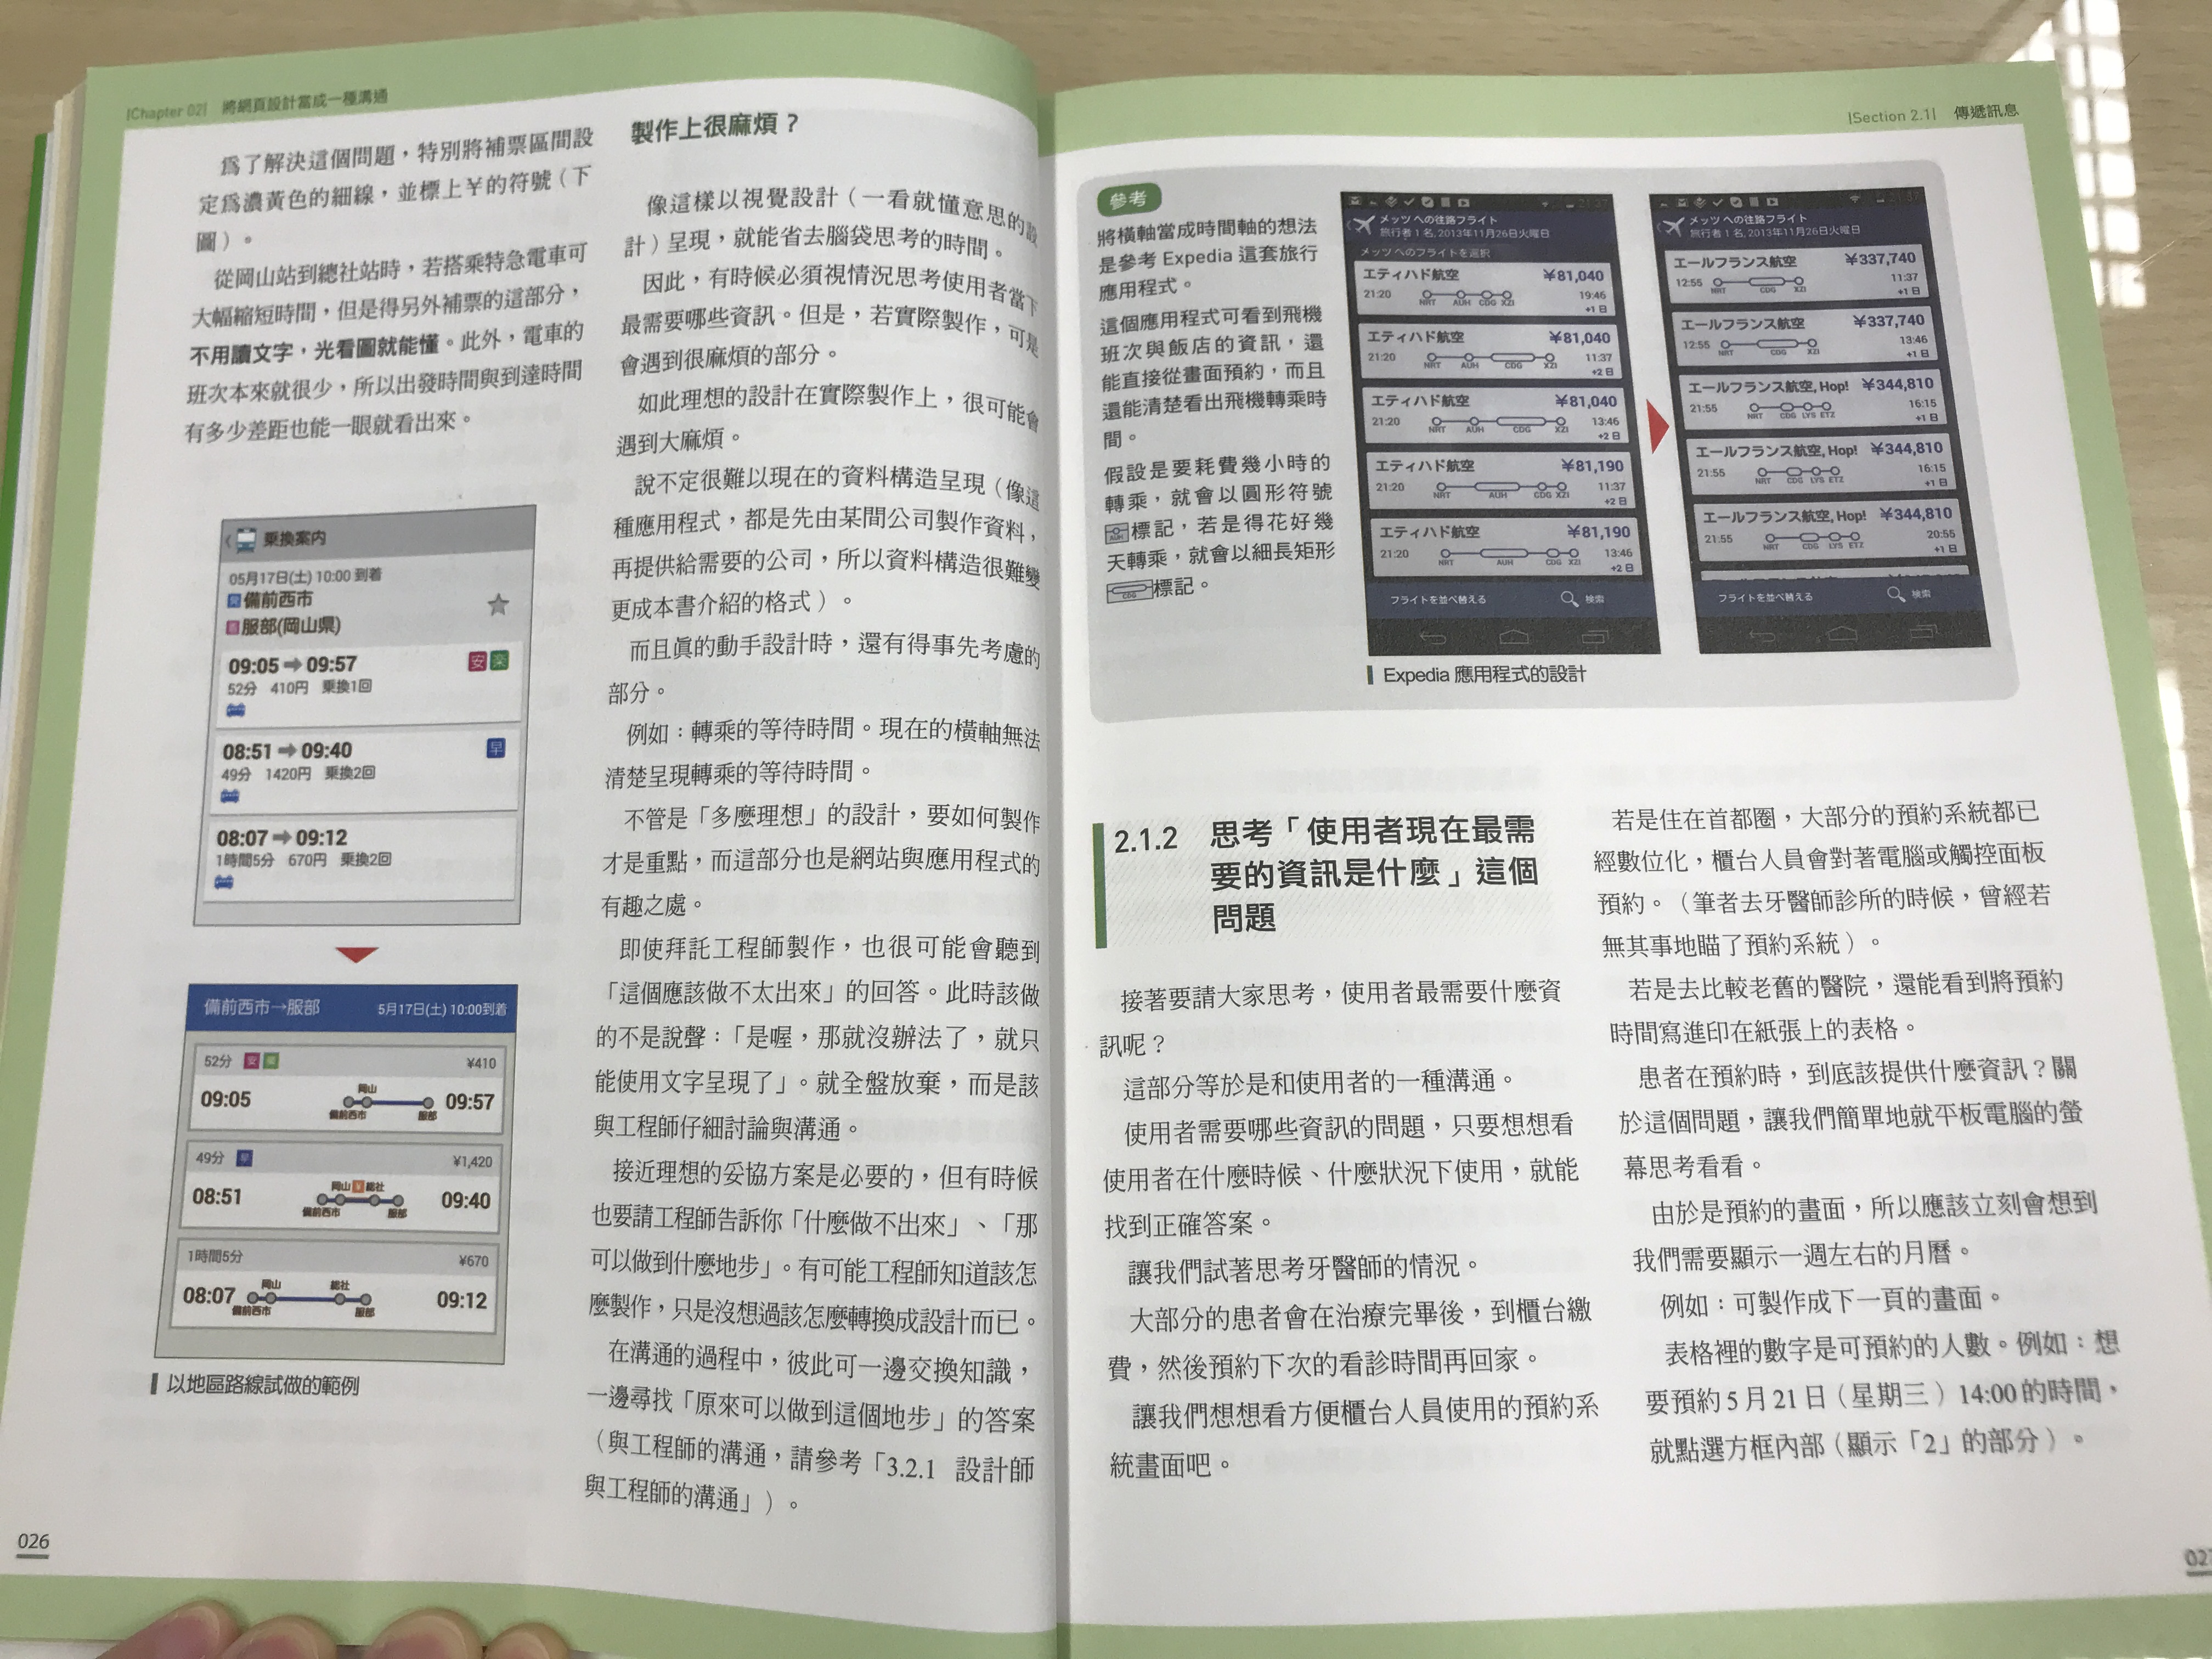 |Chapter 02| 將網頁設計當成一種溝通
為了解決這個問題，特別將補票區間設
定為濃黃色的細線，並標上￥的符號（下
圖）。
從岡山站到總社站時，若搭乘特急電車可
大幅縮短時間，但是得另外補票的這部分，
不用讀文字，光看圖就能懂。此外，電車的
班次本來就很少，所以出發時間與到達時間
有多少差距也能一眼就看出來。
乗換案内
05月17日(土) 10:00 到着
発 備前西市
着 服部(岡山県)
09:05 ➡ 09:57 安 楽
52分 410円 乗換1回
08:51 ➡ 09:40 早
49分 1420円 乗換2回
08:07 ➡ 09:12
1時間5分 670円 乗換2回
備前西市→服部 5月17日(土) 10:00到着
52分 安 楽 ¥410
岡山
09:05 09:57
備前西市 服部
49分 早 ¥1,420
岡山 ¥ 総社
08:51 09:40
備前西市 服部
1時間5分 ¥670
岡山 総社
08:07 09:12
備前西市 服部
以地區路線試做的範例
026
製作上很麻煩？
像這樣以視覺設計（一看就懂意思的設
計）呈現，就能省去腦袋思考的時間。
因此，有時候必須視情況思考使用者當下
最需要哪些資訊。但是，若實際製作，可是
會遇到很麻煩的部分。
如此理想的設計在實際製作上，很可能會
遇到大麻煩。
說不定很難以現在的資料構造呈現（像這
種應用程式，都是先由某間公司製作資料，
再提供給需要的公司，所以資料構造很難變
更成本書介紹的格式）。
而且真的動手設計時，還有得事先考慮的
部分。
例如：轉乘的等待時間。現在的橫軸無法
清楚呈現轉乘的等待時間。
不管是「多麼理想」的設計，要如何製作
才是重點，而這部分也是網站與應用程式的
有趣之處。
即使拜託工程師製作，也很可能會聽到
「這個應該做不太出來」的回答。此時該做
的不是說聲：「是喔，那就沒辦法了，就只
能使用文字呈現了」。就全盤放棄，而是該
與工程師仔細討論與溝通。
接近理想的妥協方案是必要的，但有時候
也要請工程師告訴你「什麼做不出來」、「那
可以做到什麼地步」。有可能工程師知道該怎
麼製作，只是沒想過該怎麼轉換成設計而已。
在溝通的過程中，彼此可一邊交換知識，
一邊尋找「原來可以做到這個地步」的答案
（與工程師的溝通，請參考「3.2.1 設計師
與工程師的溝通」）。
|Section 2.1| 傳遞訊息
參考
將橫軸當成時間軸的想法
是參考 Expedia 這套旅行
應用程式。
這個應用程式可看到飛機
班次與飯店的資訊，還
能直接從畫面預約，而且
還能清楚看出飛機轉乘時
間。
假設是要耗費幾小時的
轉乘，就會以圓形符號
AUH 標記，若是得花好幾
天轉乘，就會以細長矩形
CDG 標記。
21:37
メッツ への往路フライト
旅行者 1 名, 2013年11月26日火曜日
メッツ へのフライトを選択
エティハド航空 ¥81,040
21:20 NRT AUH CDG XZI 19:46
+1 日
エティハド航空 ¥81,040
21:20 NRT AUH CDG XZI 11:37
+2 日
エティハド航空 ¥81,040
21:20 NRT AUH CDG XZI 13:46
+2 日
エティハド航空 ¥81,190
21:20 NRT AUH CDG XZI 11:37
+2 日
エティハド航空 ¥81,190
21:20 NRT AUH CDG XZI 13:46
+2 日
フライトを並べ替える 検索
メッツ への往路フライト
旅行者 1 名, 2013年11月26日火曜日
エールフランス航空 ¥337,740
12:55 NRT CDG XZI 11:37
+1 日
エールフランス航空 ¥337,740
12:55 NRT CDG XZI 13:46
+1 日
エールフランス航空, Hop! ¥344,810
21:55 NRT CDG LYS ETZ 16:15
+1 日
エールフランス航空, Hop! ¥344,810
21:55 NRT CDG LYS ETZ 16:15
+1 日
エールフランス航空, Hop! ¥344,810
21:55 NRT CDG LYS ETZ 20:55
+1 日
フライトを並べ替える 検索
Expedia 應用程式的設計
2.1.2 思考「使用者現在最需
要的資訊是什麼」這個
問題
接著要請大家思考，使用者最需要什麼資
訊呢？
這部分等於是和使用者的一種溝通。
使用者需要哪些資訊的問題，只要想想看
使用者在什麼時候、什麼狀況下使用，就能
找到正確答案。
讓我們試著思考牙醫師的情況。
大部分的患者會在治療完畢後，到櫃台繳
費，然後預約下次的看診時間再回家。
讓我們想想看方便櫃台人員使用的預約系
統畫面吧。
若是住在首都圈，大部分的預約系統都已
經數位化，櫃台人員會對著電腦或觸控面板
預約。（筆者去牙醫師診所的時候，曾經若
無其事地瞄了預約系統）。
若是去比較老舊的醫院，還能看到將預約
時間寫進印在紙張上的表格。
患者在預約時，到底該提供什麼資訊？關
於這個問題，讓我們簡單地就平板電腦的螢
幕思考看看。
由於是預約的畫面，所以應該立刻會想到
我們需要顯示一週左右的月曆。
例如：可製作成下一頁的畫面。
表格裡的數字是可預約的人數。例如：想
要預約 5 月 21 日（星期三）14:00 的時間，
就點選方框內部（顯示「2」的部分）。